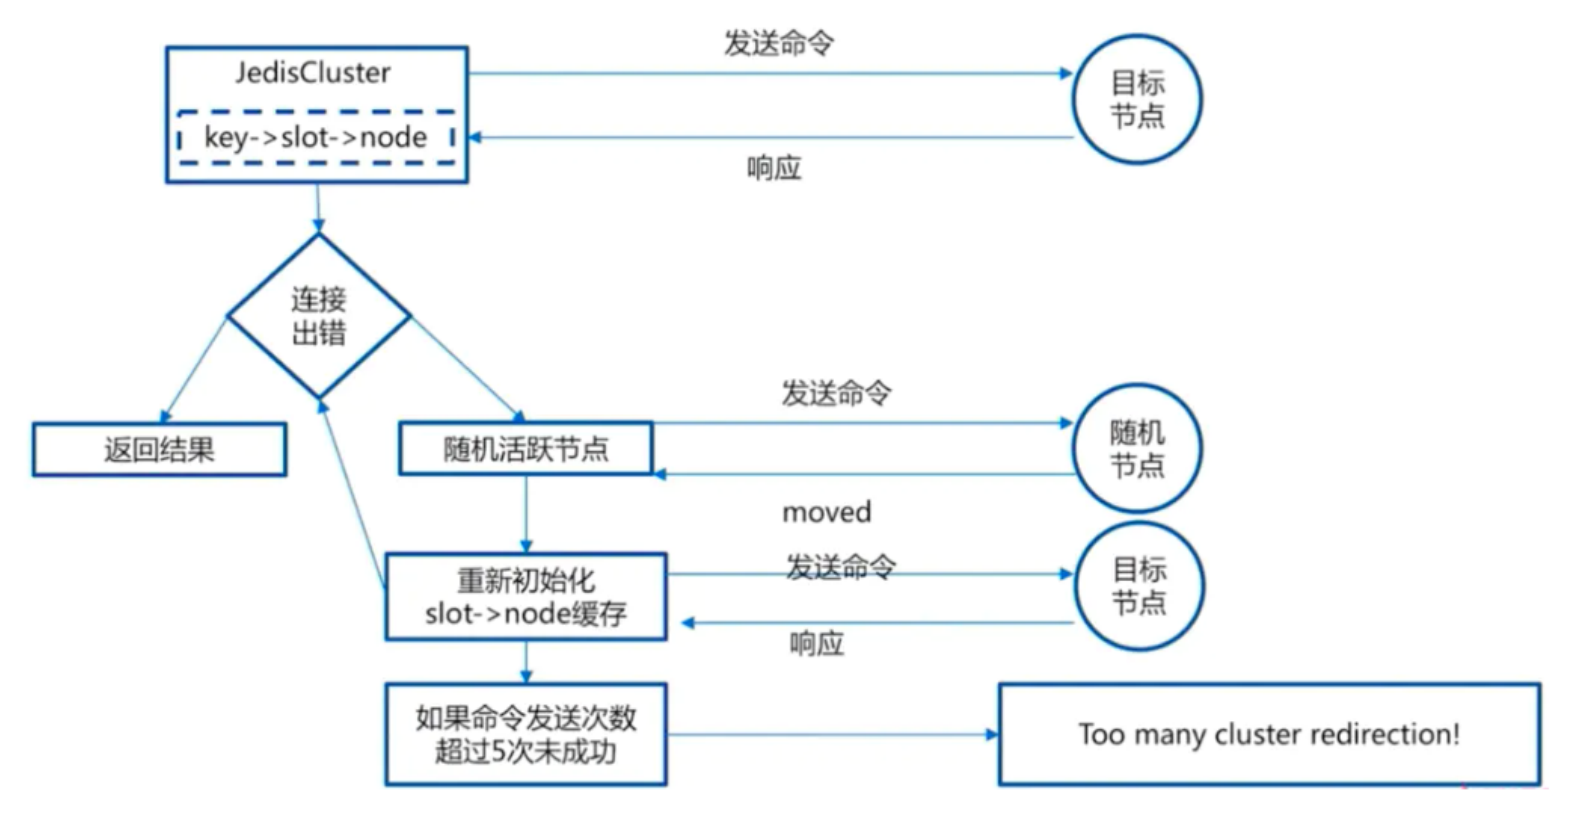 发送命令
JedisCluster
key->slot->node
目标
节点
响应
连接
出错
返回结果
随机活跃节点
发送命令
随机
节点
moved
重新初始化
slot->node缓存
发送命令
目标
节点
响应
如果命令发送次数
超过5次未成功
Too many cluster redirection!